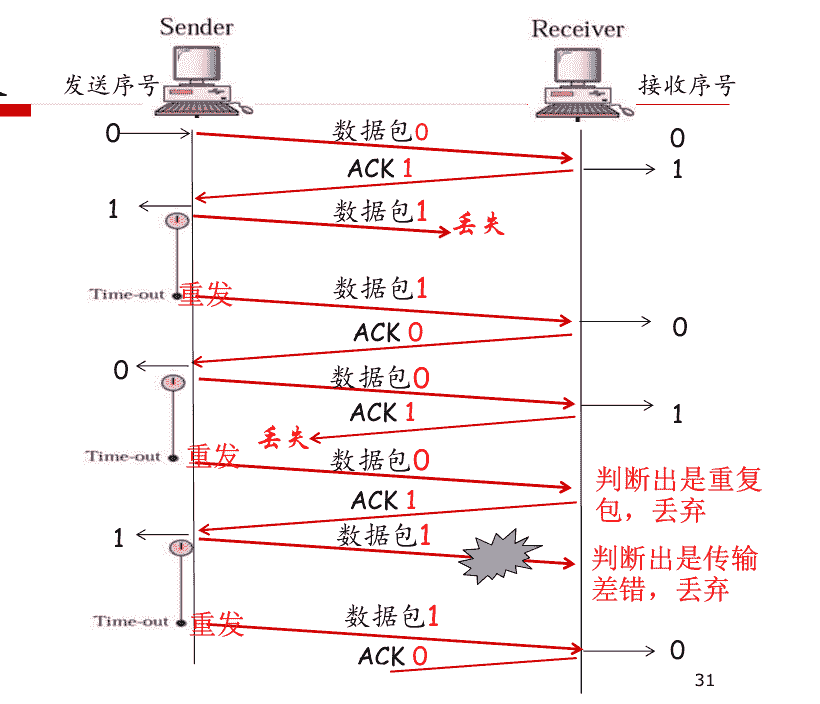 Sender
Receiver
发送序号
接收序号
0
数据包0
0
ACK 1
1
1
数据包1
丢失
Time-out
重发
数据包1
0
ACK 0
0
数据包0
1
ACK 1
丢失
Time-out
重发
数据包0
判断出是重复
包，丢弃
ACK 1
1
数据包1
判断出是传输
差错，丢弃
Time-out
重发
数据包1
0
ACK 0
31